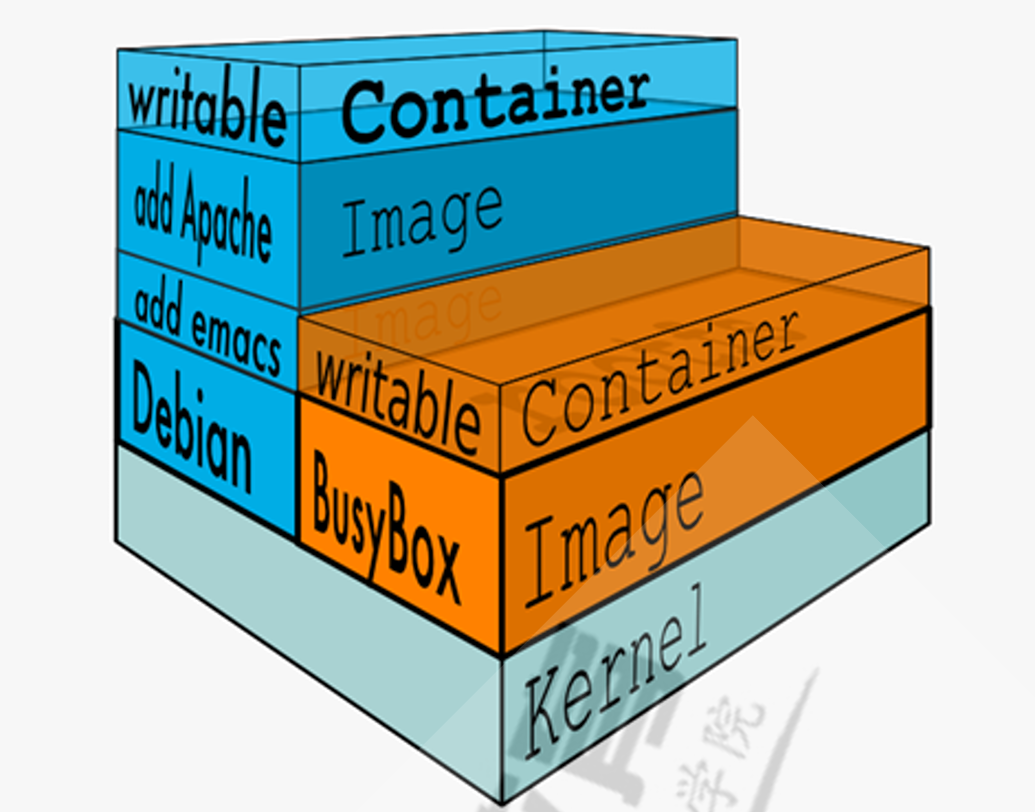 writable Container
add Apache Image
add emacs Image
writable Container
Debian
BusyBox Image
Kernel
学院